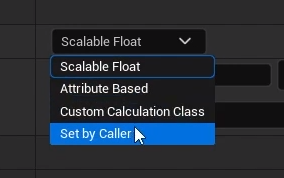 Scalable Float
Scalable Float
Attribute Based
Custom Calculation Class
Set by Caller